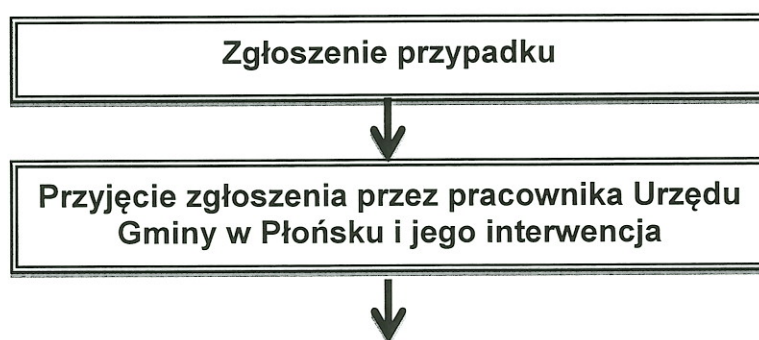 Zgłoszenie przypadku
Przyjęcie zgłoszenia przez pracownika Urzędu
Gminy w Płońsku i jego interwencja